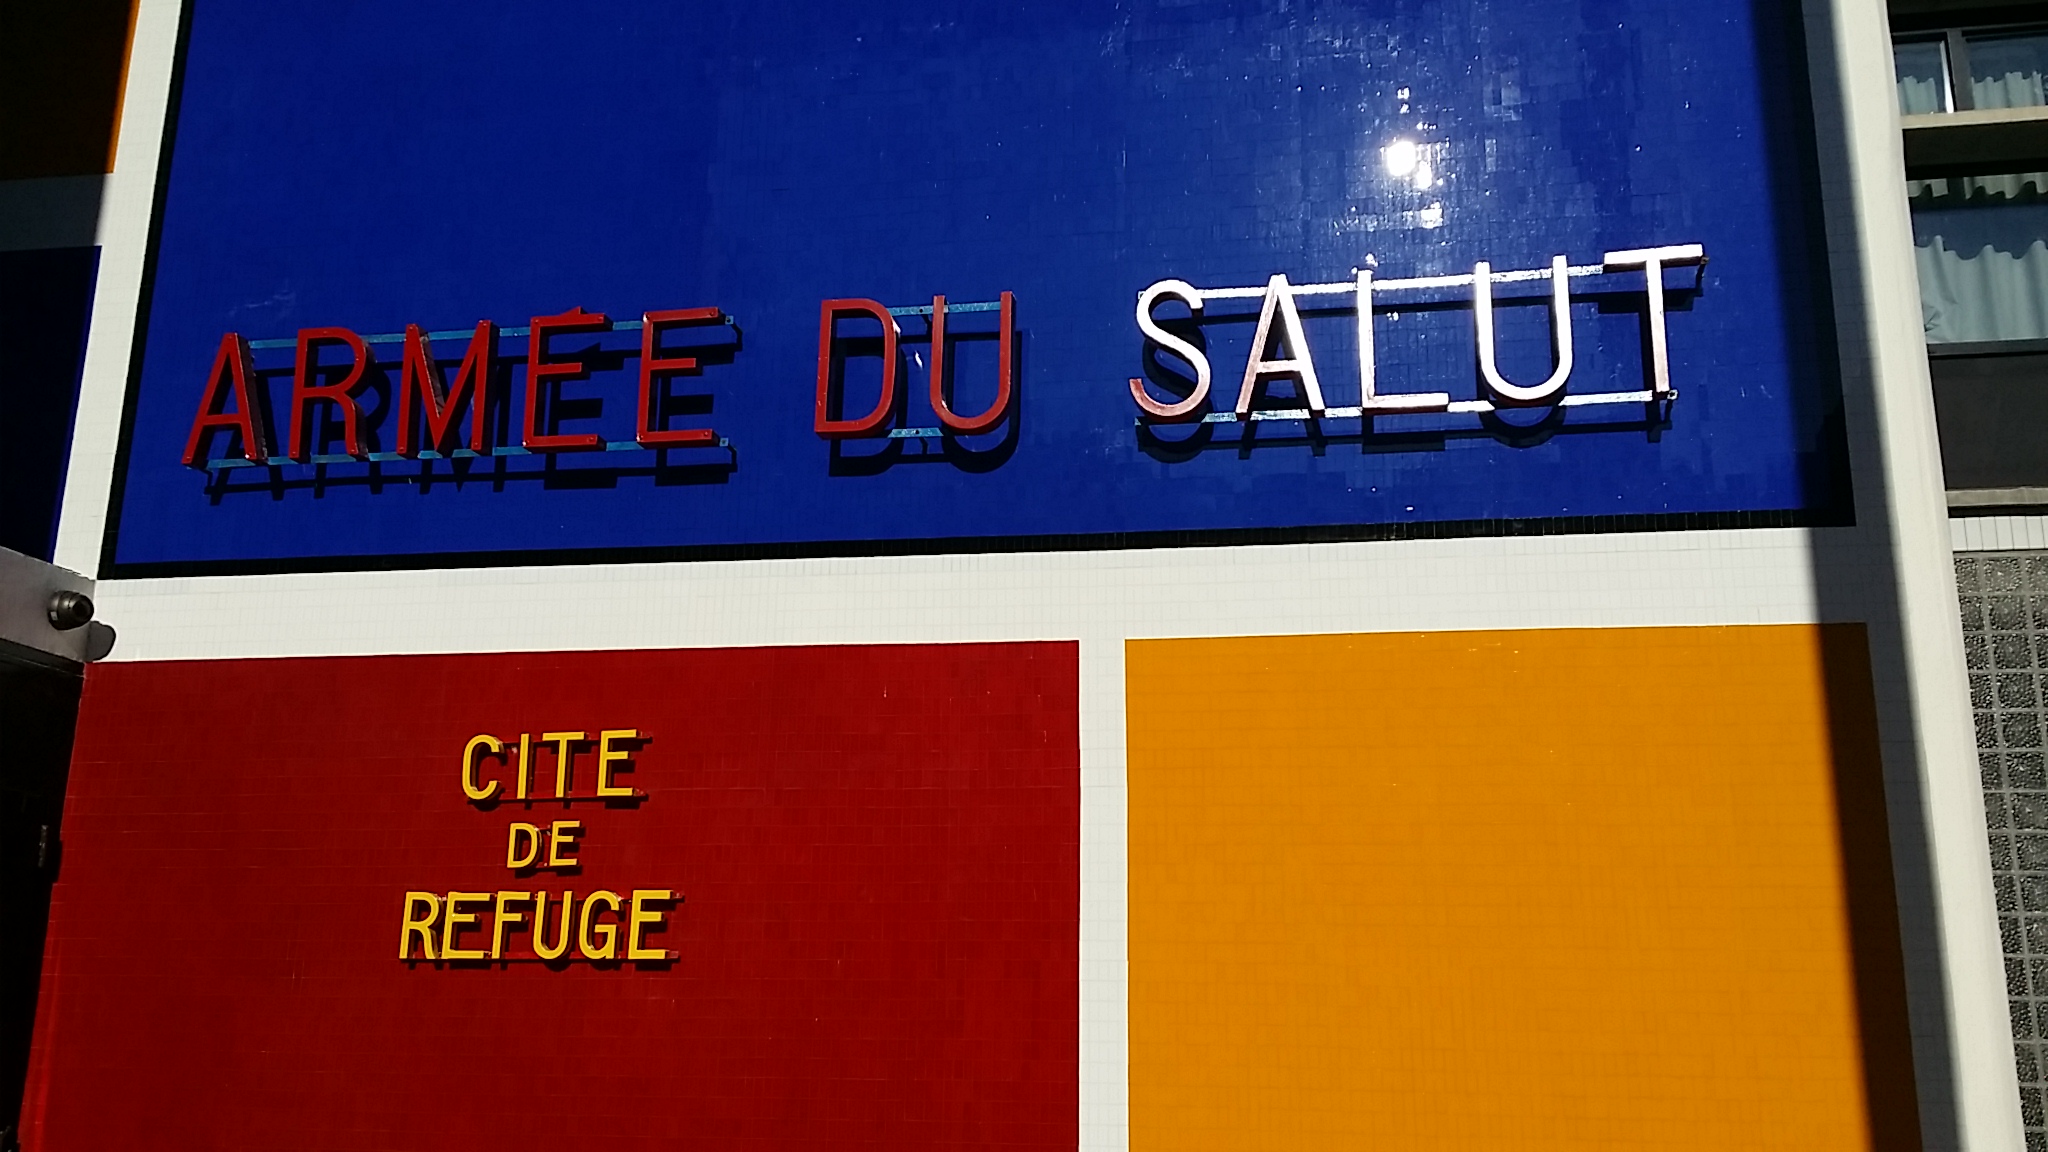 ARMÉE DU SALUT
CITE
DE
REFUGE